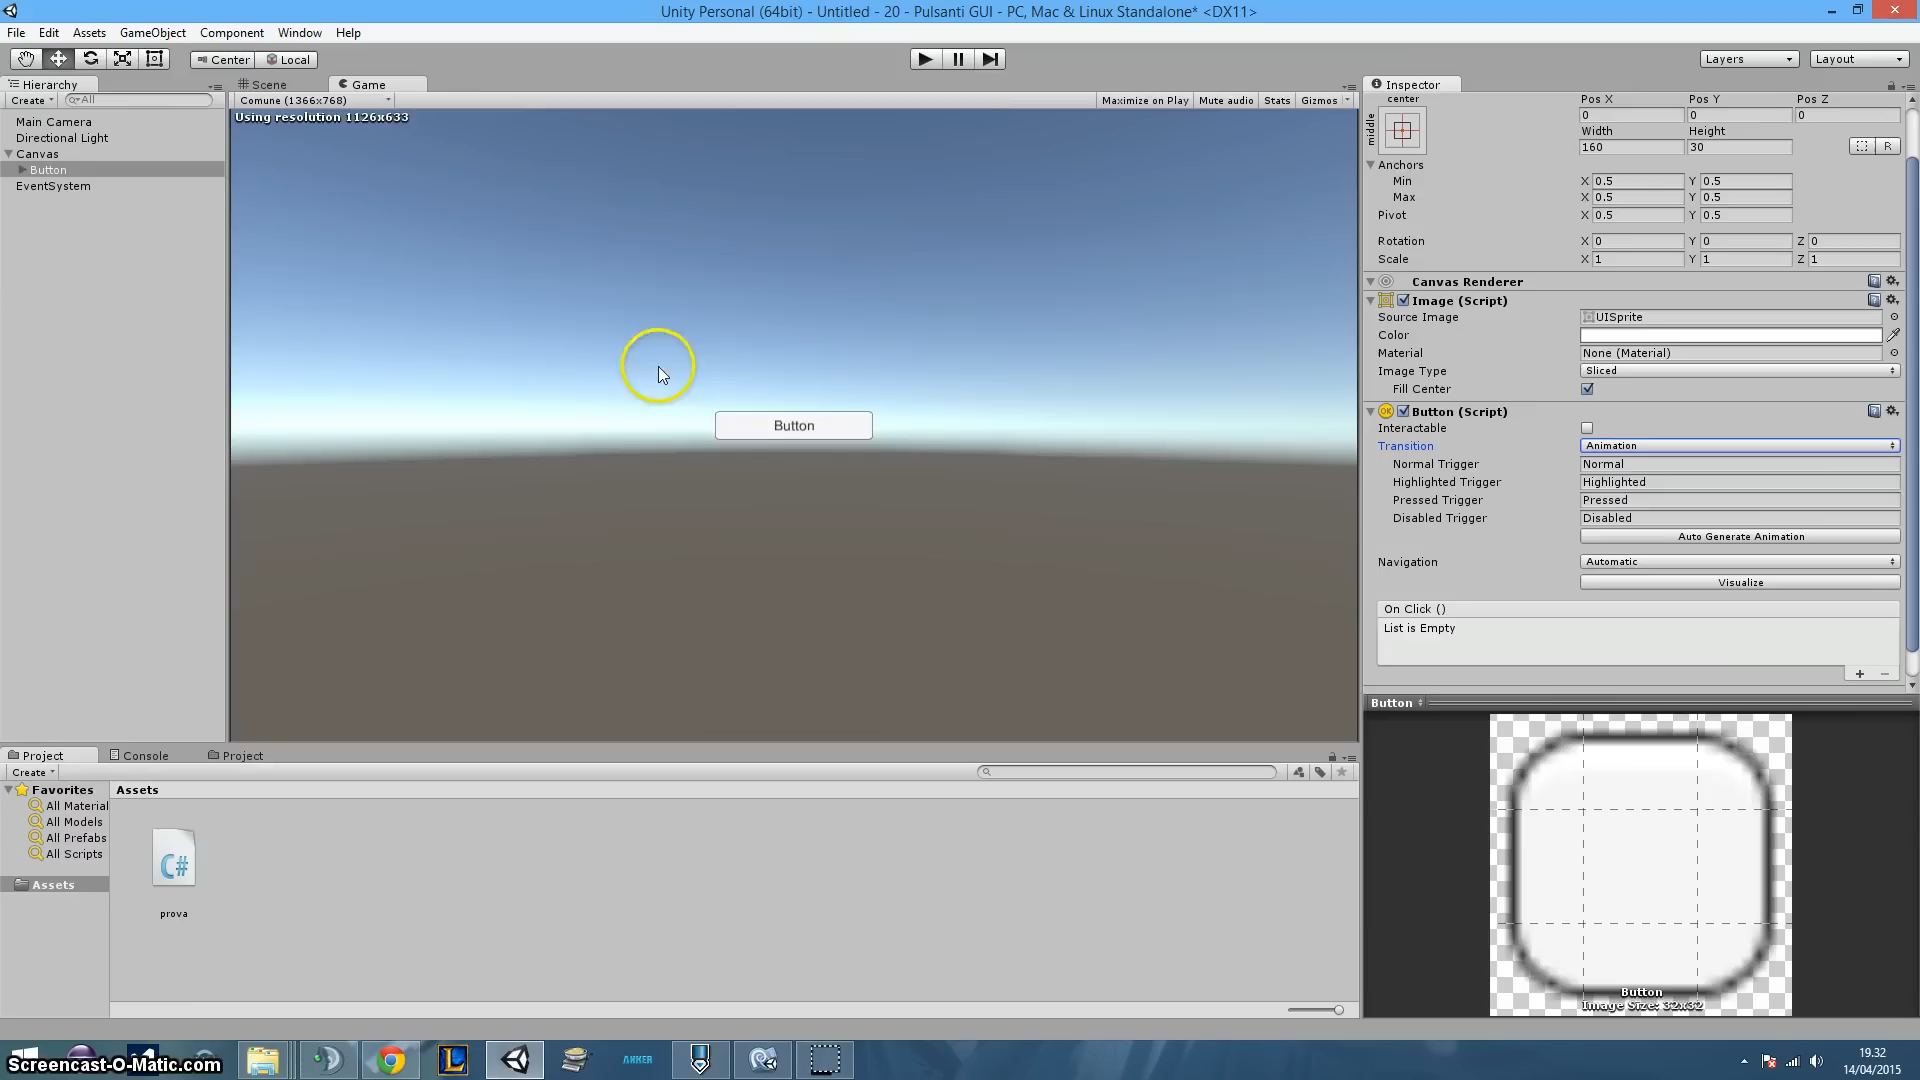 Unity Personal (64bit) - Untitled - 20 - Pulsanti GUI - PC, Mac & Linux Standalone* <DX11>
File Edit Assets GameObject Component Window Help
Center Local Layers Layout
Hierarchy
Create All
Main Camera
Directional Light
Canvas
Button
EventSystem
Scene Game
Comune (1366x768) Maximize on Play Mute audio Stats Gizmos
Using resolution 1126x633
Button
Inspector
center
middle
Pos X Pos Y Pos Z
0 0 0
Width Height
160 30 R
Anchors
Min X 0.5 Y 0.5
Max X 0.5 Y 0.5
Pivot X 0.5 Y 0.5
Rotation X 0 Y 0 Z 0
Scale X 1 Y 1 Z 1
Canvas Renderer
Image (Script)
Source Image UISprite
Color
Material None (Material)
Image Type Sliced
Fill Center
OK Button (Script)
Interactable
Transition Animation
Normal Trigger Normal
Highlighted Trigger Highlighted
Pressed Trigger Pressed
Disabled Trigger Disabled
Auto Generate Animation
Navigation Automatic
Visualize
On Click ()
List is Empty
+ −
Button
Button
Image Size: 32x32
Project Console Project
Create
Favorites
All Material
All Models
All Prefabs
All Scripts
Assets
Assets
C#
prova
Screencast-O-Matic.com
L
ANKER
19.32
14/04/2015